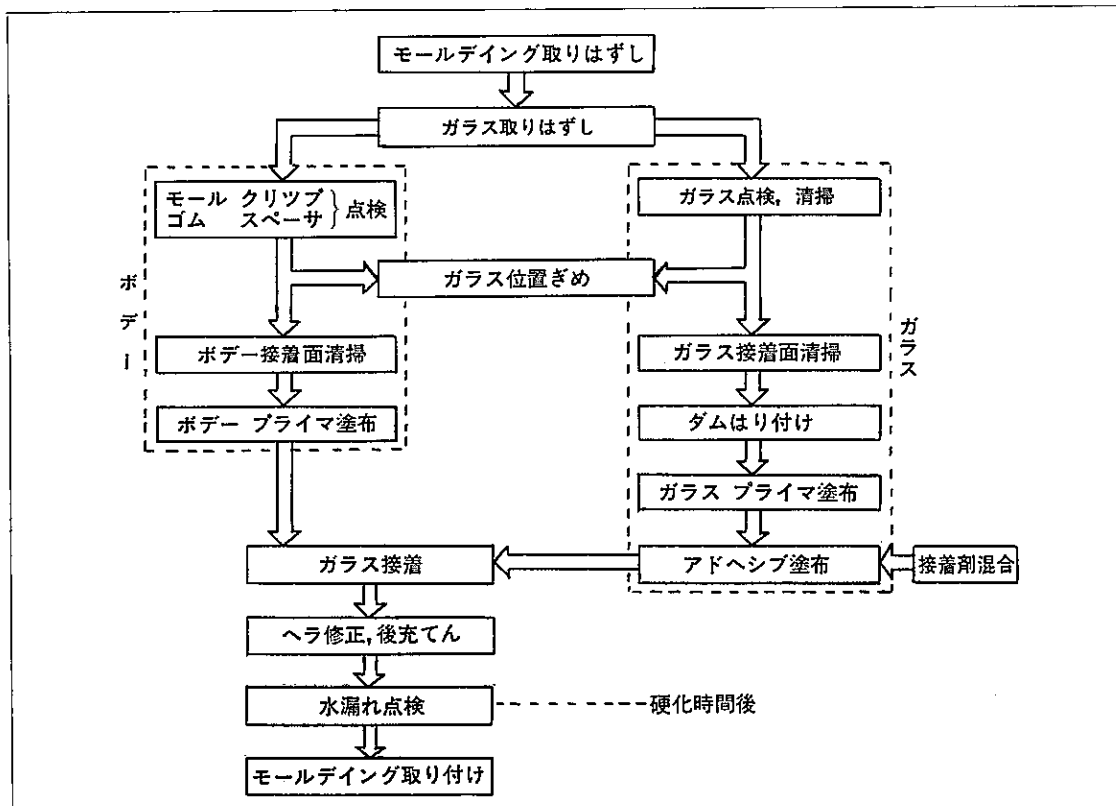 モールデイング取りはずし
ガラス取りはずし
モール クリツプ
ゴム スペーサ
点検
ガラス点検，清掃
ガラス位置ぎめ
ボデー
ガラス
ボデー接着面清掃
ガラス接着面清掃
ボデー プライマ塗布
ダムはり付け
ガラス プライマ塗布
ガラス接着
アドヘシブ塗布
接着剤混合
ヘラ修正，後充てん
水漏れ点検
硬化時間後
モールデイング取り付け